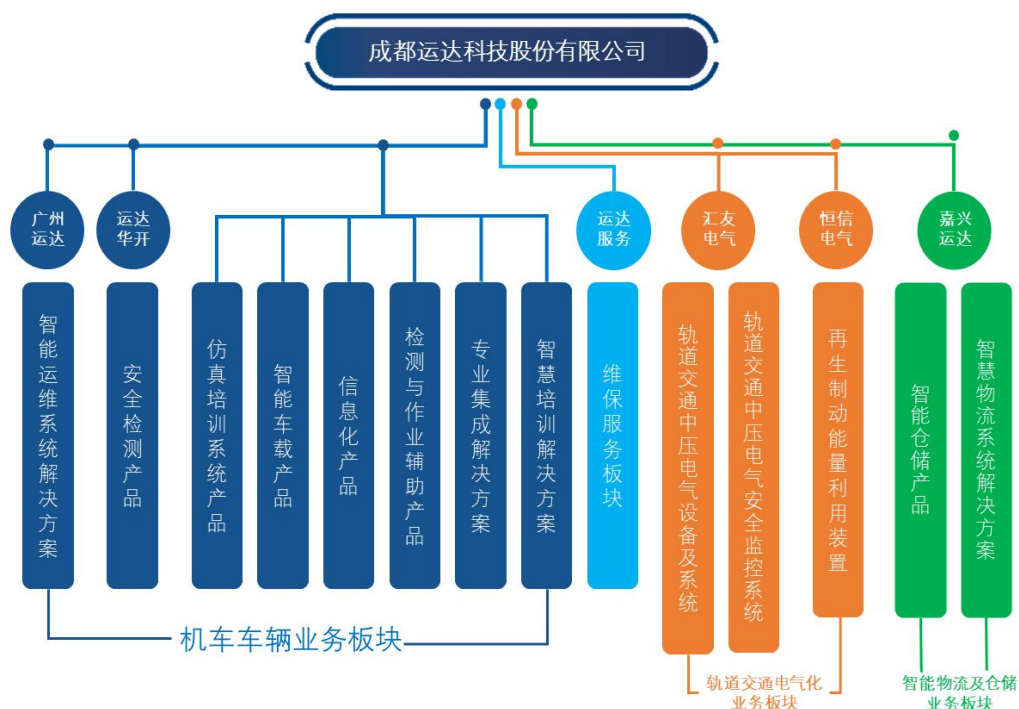 成都运达科技股份有限公司
广州
运达
运达
华开
运达
服务
汇友
电气
恒信
电气
嘉兴
运达
智能运维系统解决方案
安全检测产品
仿真培训系统产品
智能车载产品
信息化产品
检测与作业辅助产品
专业集成解决方案
智慧培训解决方案
维保服务板块
轨道交通中压电气设备及系统
轨道交通中压电气安全监控系统
再生制动能量利用装置
智能仓储产品
智慧物流系统解决方案
机车车辆业务板块
轨道交通电气化
业务板块
智能物流及仓储
业务板块